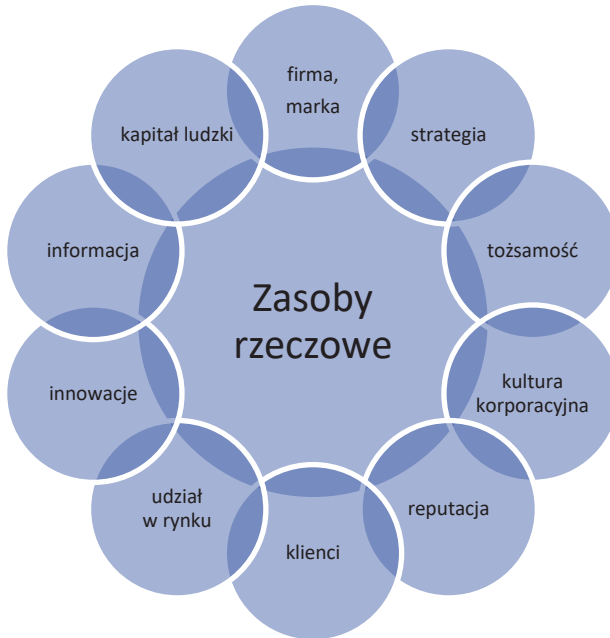 firma,
marka
strategia
tożsamość
kultura
korporacyjna
reputacja
klienci
udział
w rynku
innowacje
informacja
kapitał ludzki
Zasoby
rzeczowe